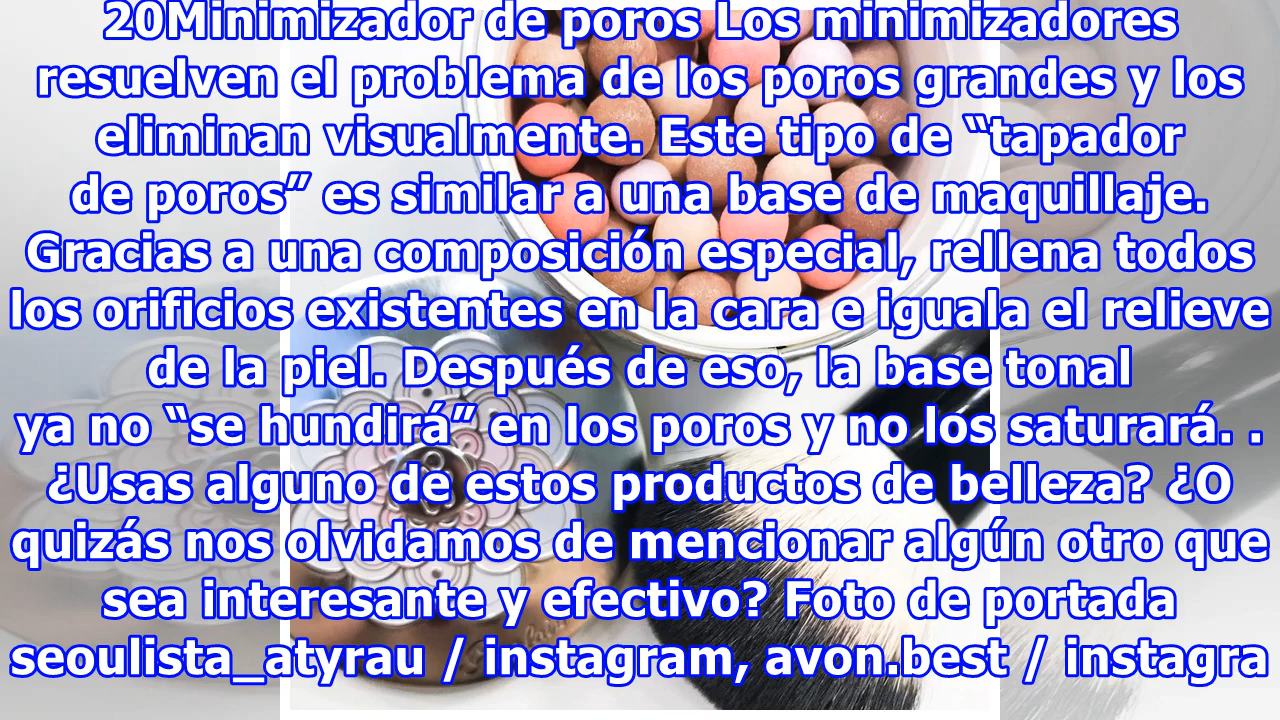 20Minimizador de poros Los minimizadores
resuelven el problema de los poros grandes y los
eliminan visualmente. Este tipo de “tapador
de poros” es similar a una base de maquillaje.
Gracias a una composición especial, rellena todos
los orificios existentes en la cara e iguala el relieve
de la piel. Después de eso, la base tonal
ya no “se hundirá” en los poros y no los saturará. .
¿Usas alguno de estos productos de belleza? ¿O
quizás nos olvidamos de mencionar algún otro que
sea interesante y efectivo? Foto de portada
seoulista_atyrau / instagram, avon.best / instagra